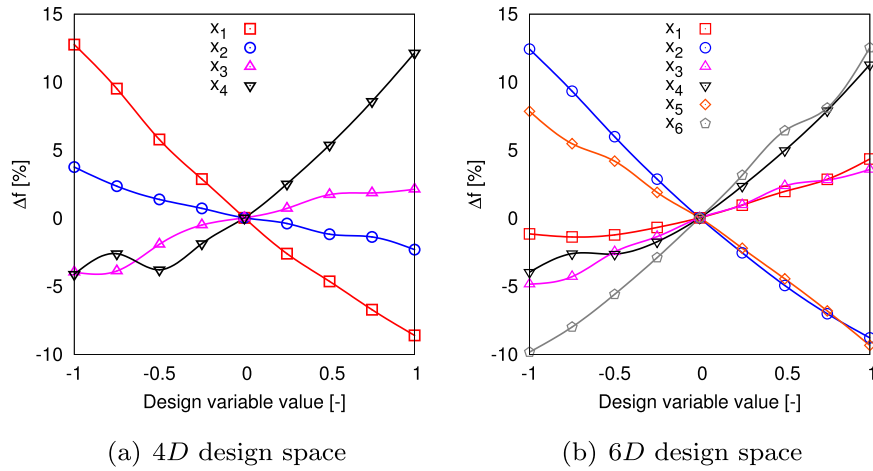 15
10
5
0
-5
-10
Δf [%]
x1
x2
x3
x4
-1
-0.5
0
0.5
1
Design variable value [-]
(a) 4D design space
15
10
5
0
-5
-10
Δf [%]
x1
x2
x3
x4
x5
x6
-1
-0.5
0
0.5
1
Design variable value [-]
(b) 6D design space